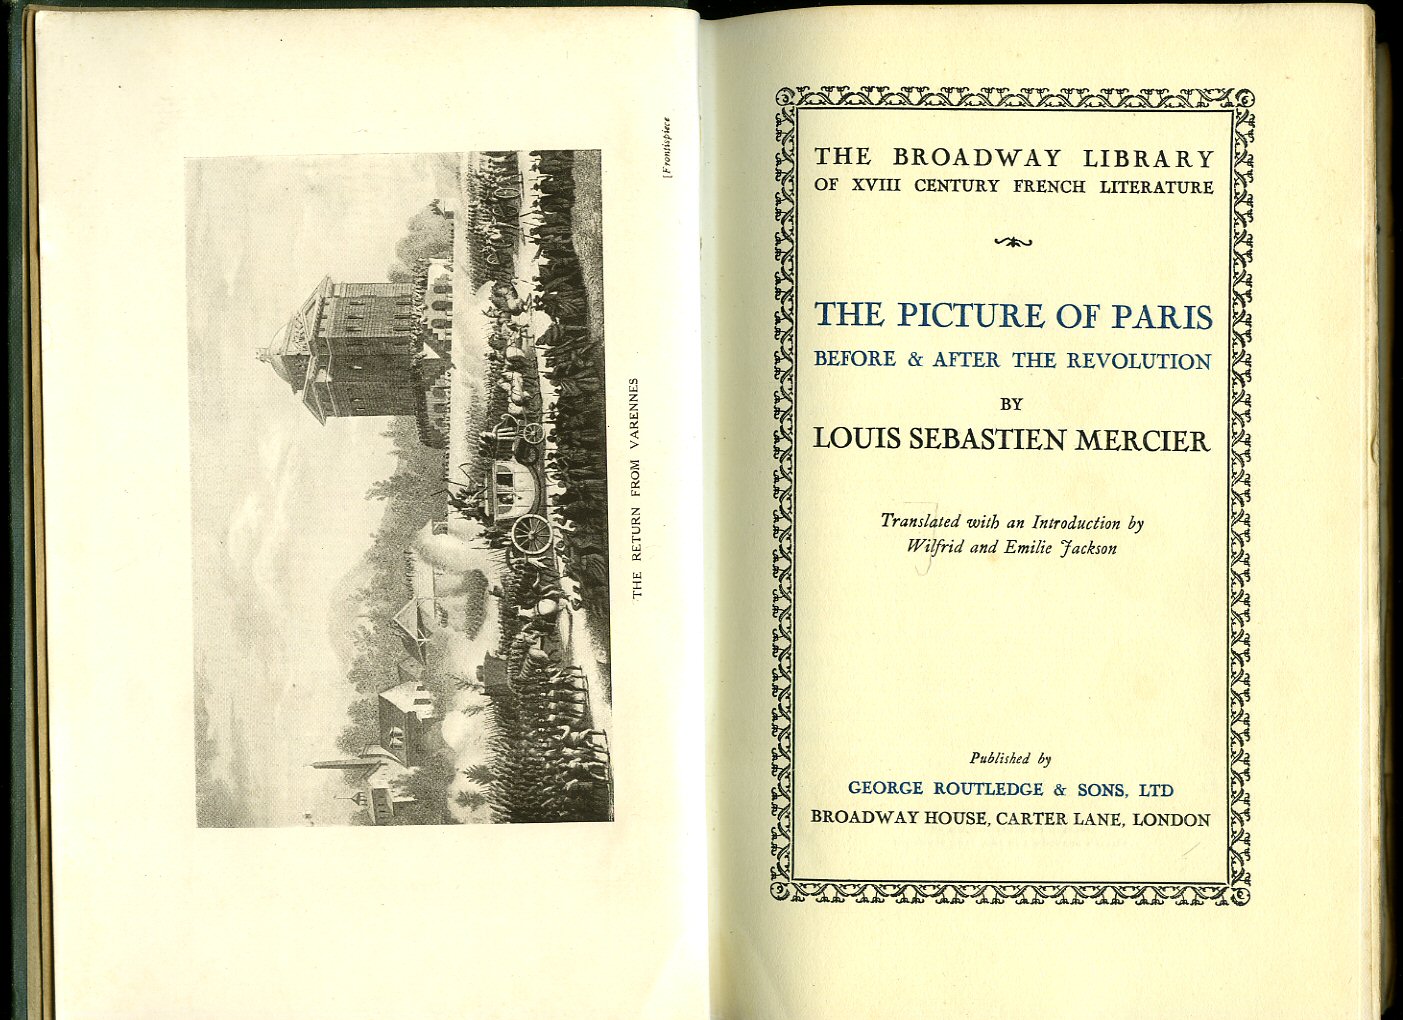 [Frontispiece
THE RETURN FROM VARENNES
THE BROADWAY LIBRARY
OF XVIII CENTURY FRENCH LITERATURE
THE PICTURE OF PARIS
BEFORE & AFTER THE REVOLUTION
BY
LOUIS SEBASTIEN MERCIER
Translated with an Introduction by
Wilfrid and Emilie Jackson
Published by
GEORGE ROUTLEDGE & SONS, LTD
BROADWAY HOUSE, CARTER LANE, LONDON